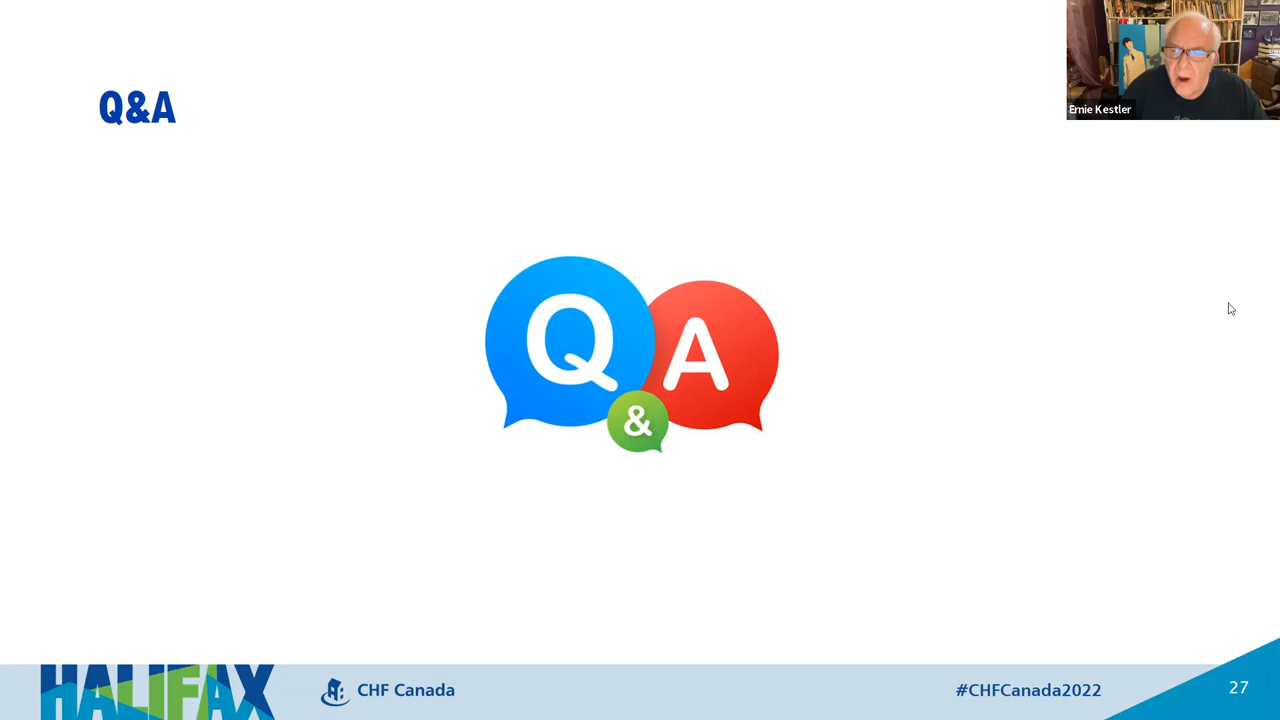 Q&A
Ernie Kestler
Q
A
&
HALIFAX
CHF Canada
#CHFCanada2022
27